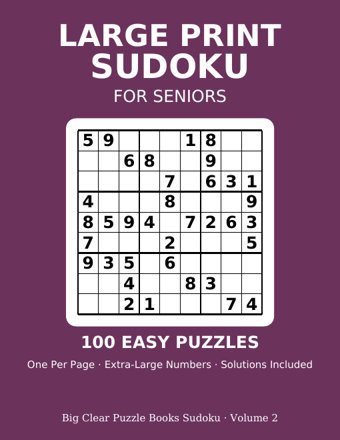 LARGE PRINT
SUDOKU
FOR SENIORS
5 9 1 8
6 8 9
7 6 3 1
4 8 9
8 5 9 4 7 2 6 3
7 2 5
9 3 5 6
4 8 3
2 1 7 4
100 EASY PUZZLES
One Per Page · Extra-Large Numbers · Solutions Included
Big Clear Puzzle Books Sudoku · Volume 2